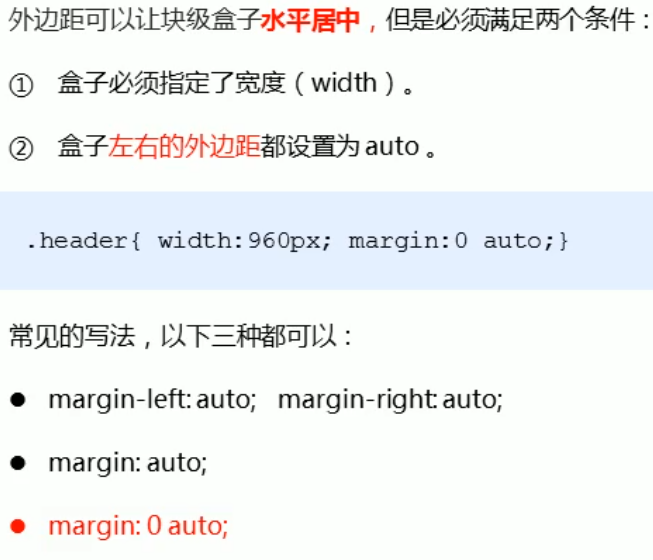 外边距可以让块级盒子水平居中，但是必须满足两个条件：
① 盒子必须指定了宽度（width）。
② 盒子左右的外边距都设置为 auto 。
.header{ width:960px; margin:0 auto;}
常见的写法，以下三种都可以：
● margin-left: auto; margin-right: auto;
● margin: auto;
● margin: 0 auto;